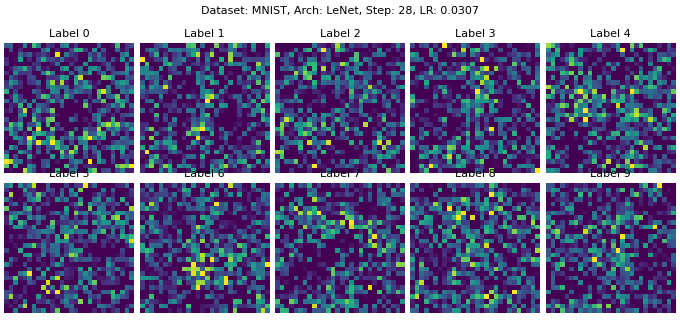 Dataset: MNIST, Arch: LeNet, Step: 28, LR: 0.0307
Label 0
Label 1
Label 2
Label 3
Label 4
Label 5
Label 6
Label 7
Label 8
Label 9